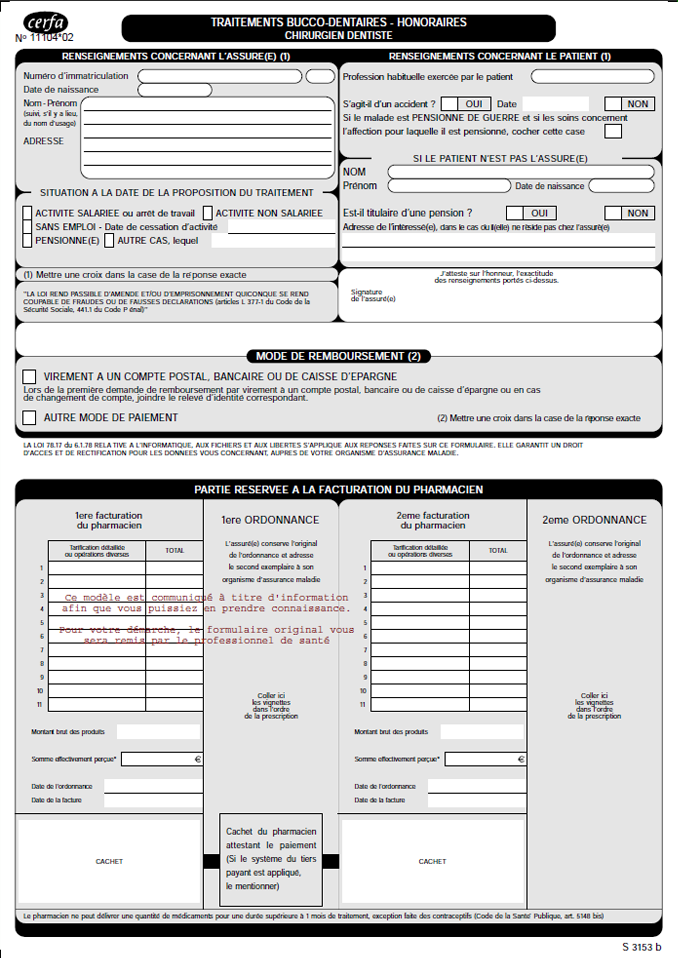 cerfa
N° 11104*02
TRAITEMENTS BUCCO-DENTAIRES - HONORAIRES
CHIRURGIEN DENTISTE
RENSEIGNEMENTS CONCERNANT L'ASSURE(E) (1)
Numéro d'immatriculation
Date de naissance
Nom - Prénom
(suivi, s'il y a lieu,
du nom d'usage)
ADRESSE
SITUATION A LA DATE DE LA PROPOSITION DU TRAITEMENT
ACTIVITE SALARIEE ou arrêt de travail ACTIVITE NON SALARIEE
SANS EMPLOI - Date de cessation d'activité
PENSIONNE(E) AUTRE CAS, lequel
(1) Mettre une croix dans la case de la réponse exacte
"LA LOI REND PASSIBLE D'AMENDE ET/OU D'EMPRISONNEMENT QUICONQUE SE REND
COUPABLE DE FRAUDES OU DE FAUSSES DECLARATIONS (articles L 377-1 du Code de la
Sécurité Sociale, 441.1 du Code Pénal)"
RENSEIGNEMENTS CONCERNANT LE PATIENT (1)
Profession habituelle exercée par le patient
S'agit-il d'un accident ? OUI Date NON
Si le malade est PENSIONNE DE GUERRE et si les soins concernent
l'affection pour laquelle il est pensionné, cocher cette case
SI LE PATIENT N'EST PAS L'ASSURE(E)
NOM
Prénom Date de naissance
Est-il titulaire d'une pension ? OUI NON
Adresse de l'intéressé(e), dans le cas où il(elle) ne réside pas chez l'assuré(e)
J'atteste sur l'honneur, l'exactitude
des renseignements portés ci-dessus.
Signature
de l'assuré(e)
MODE DE REMBOURSEMENT (2)
VIREMENT A UN COMPTE POSTAL, BANCAIRE OU DE CAISSE D'EPARGNE
Lors de la première demande de remboursement par virement à un compte postal, bancaire ou de caisse d'épargne ou en cas
de changement de compte, joindre le relevé d'identité correspondant.
AUTRE MODE DE PAIEMENT (2) Mettre une croix dans la case de la réponse exacte
LA LOI 78.17 du 6.1.78 RELATIVE A L'INFORMATIQUE, AUX FICHIERS ET AUX LIBERTES S'APPLIQUE AUX REPONSES FAITES SUR CE FORMULAIRE. ELLE GARANTIT UN DROIT
D'ACCES ET DE RECTIFICATION POUR LES DONNEES VOUS CONCERNANT, AUPRES DE VOTRE ORGANISME D'ASSURANCE MALADIE.
PARTIE RESERVEE A LA FACTURATION DU PHARMACIEN
1ere facturation
du pharmacien
Tarification détaillée
ou opérations diverses
TOTAL
1
2
3
4
5
6
7
8
9
10
11
Montant brut des produits
Somme effectivement perçue* €
Date de l'ordonnance
Date de la facture
CACHET
1ere ORDONNANCE
L'assuré(e) conserve l'original
de l'ordonnance et adresse
le second exemplaire à son
organisme d'assurance maladie
Ce modèle est communiqué à titre d'information
afin que vous puissiez en prendre connaissance.
Pour votre démarche, le formulaire original vous
sera remis par le professionnel de santé
Coller ici
les vignettes
dans l'ordre
de la prescription
Cachet du pharmacien
attestant le paiement
(Si le système du tiers
payant est appliqué,
le mentionner)
2eme facturation
du pharmacien
Tarification détaillée
ou opérations diverses
TOTAL
1
2
3
4
5
6
7
8
9
10
11
Montant brut des produits
Somme effectivement perçue* €
Date de l'ordonnance
Date de la facture
CACHET
2eme ORDONNANCE
L'assuré(e) conserve l'original
de l'ordonnance et adresse
le second exemplaire à son
organisme d'assurance maladie
Coller ici
les vignettes
dans l'ordre
de la prescription
Le pharmacien ne peut délivrer une quantité de médicaments pour une durée supérieure à 1 mois de traitement, exception faite des contraceptifs (Code de la Santé Publique, art. 5148 bis)
S 3153 b